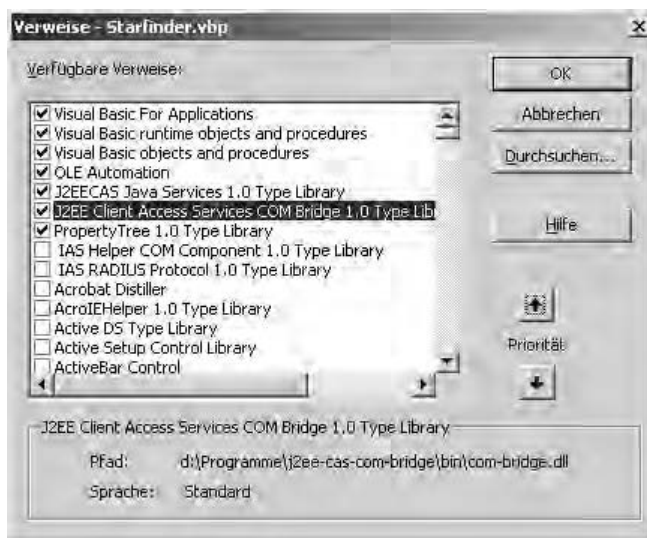 Verweise - Starfinder.vbp
Verfügbare Verweise:
Visual Basic For Applications
Visual Basic runtime objects and procedures
Visual Basic objects and procedures
OLE Automation
J2EECAS Java Services 1.0 Type Library
J2EE Client Access Services COM Bridge 1.0 Type Lib
PropertyTree 1.0 Type Library
IAS Helper COM Component 1.0 Type Library
IAS RADIUS Protocol 1.0 Type Library
Acrobat Distiller
AcroIEHelper 1.0 Type Library
Active DS Type Library
Active Setup Control Library
ActiveBar Control
OK
Abbrechen
Durchsuchen...
Hilfe
Priorität
J2EE Client Access Services COM Bridge 1.0 Type Library
Pfad: d:\Programme\j2ee-cas-com-bridge\bin\com-bridge.dll
Sprache: Standard